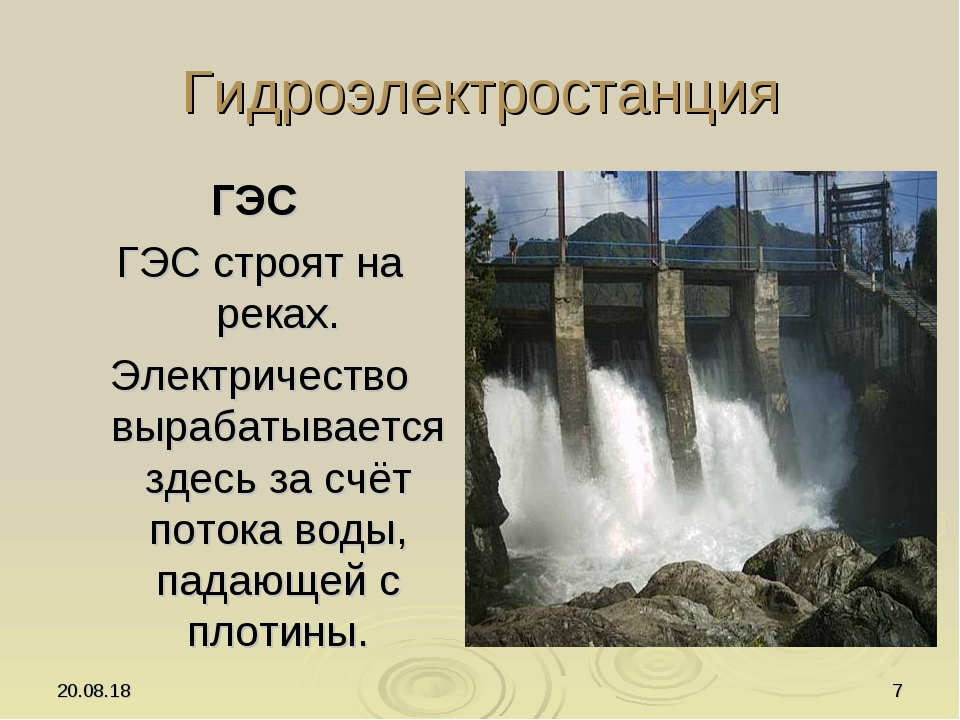 Гидроэлектростанция
ГЭС
ГЭС строят на
реках.
Электричество
вырабатывается
здесь за счёт
потока воды,
падающей с
плотины.
20.08.18
7